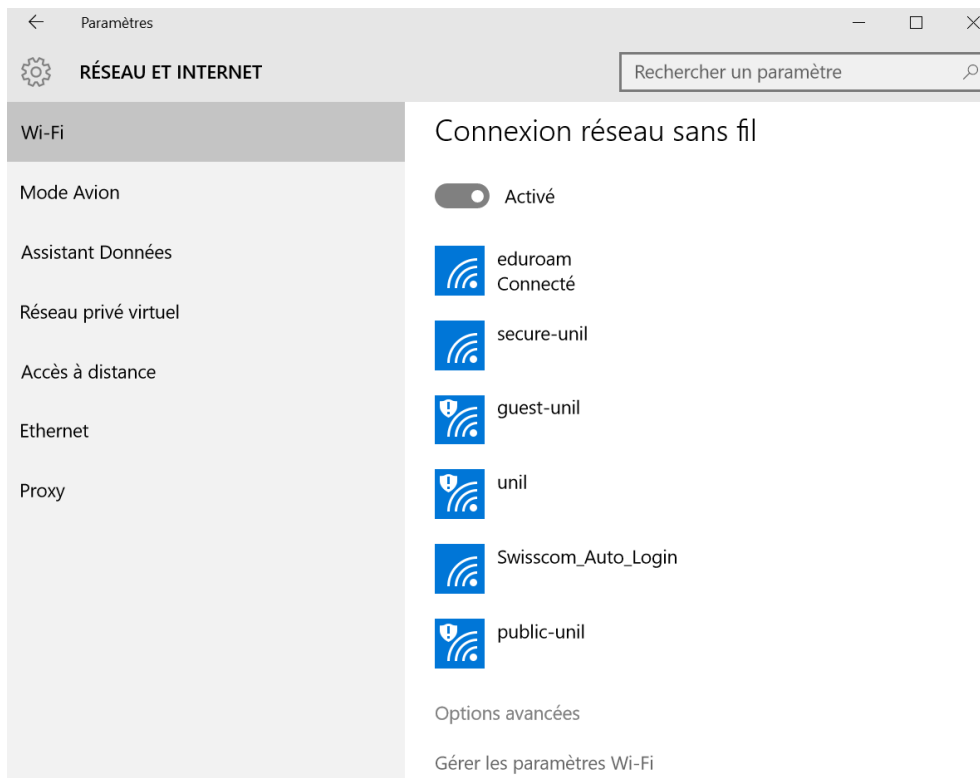 Paramètres
RÉSEAU ET INTERNET
Rechercher un paramètre
Wi-Fi
Mode Avion
Assistant Données
Réseau privé virtuel
Accès à distance
Ethernet
Proxy
Connexion réseau sans fil
Activé
eduroam
Connecté
secure-unil
guest-unil
unil
Swisscom_Auto_Login
public-unil
Options avancées
Gérer les paramètres Wi-Fi